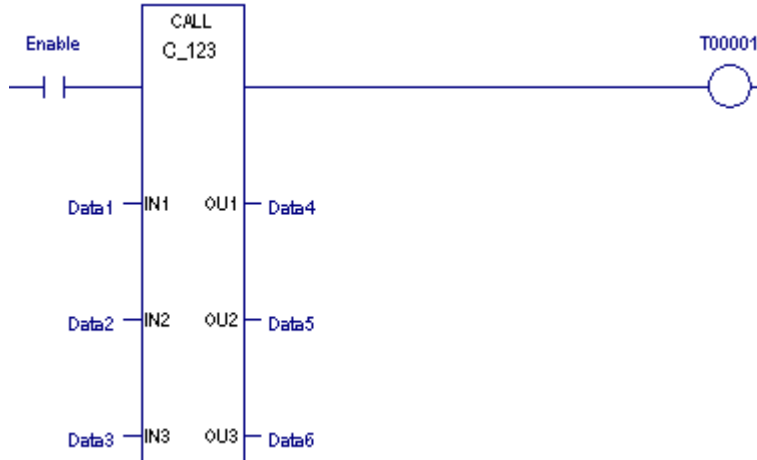 CALL
C_123
Enable
T00001
Data1 IN1 OU1 Data4
Data2 IN2 OU2 Data5
Data3 IN3 OU3 Data6